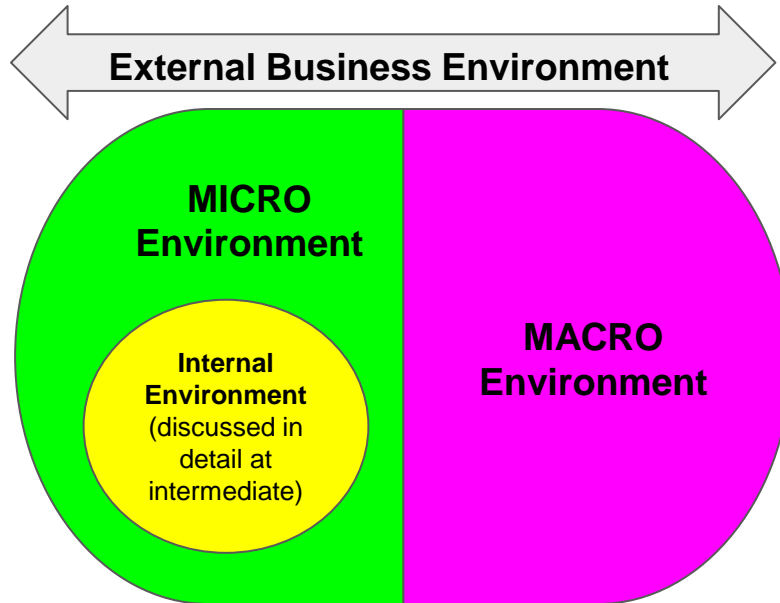 External Business Environment
MICRO
Environment
Internal
Environment
(discussed in
detail at
intermediate)
MACRO
Environment